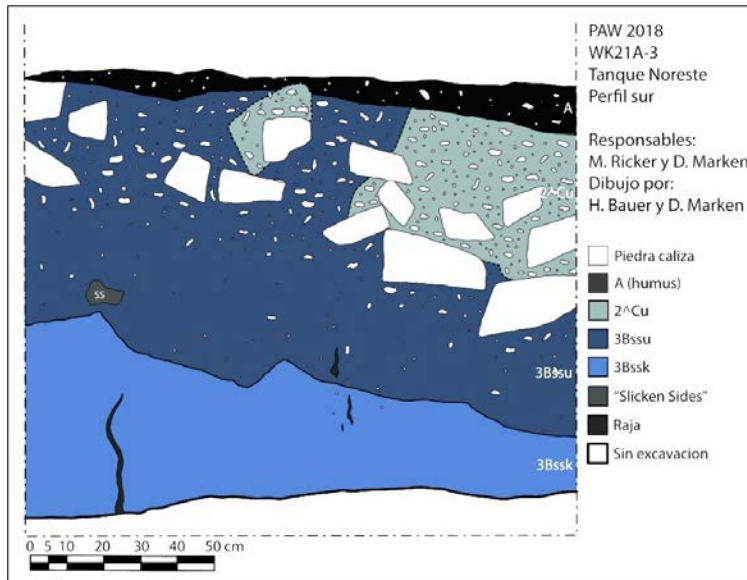 PAW 2018
WK21A-3
Tanque Noreste
Perfil sur
Responsables:
M. Ricker y D. Marken
Dibujo por:
H. Bauer y D. Marken
Piedra caliza
A (humus)
2^Cu
3Bssu
3Bssk
"Slicken Sides"
Raja
Sin excavacion
A
2^Cu
SS
3Bssu
3Bssk
0 5 10 20 30 40 50 cm